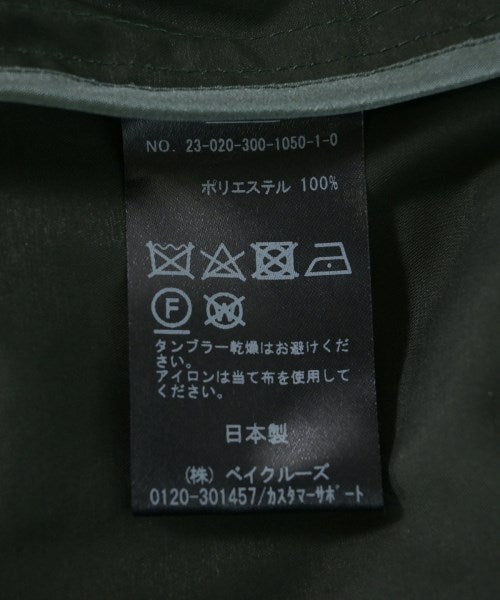 NO. 23-020-300-1050-1-0
ポリエステル 100%
F W
タンブラー乾燥はお避けくだ
さい。
アイロンは当て布を使用して
ください。
日本製
(株) ベイクルーズ
0120-301457/カスタマーサポート